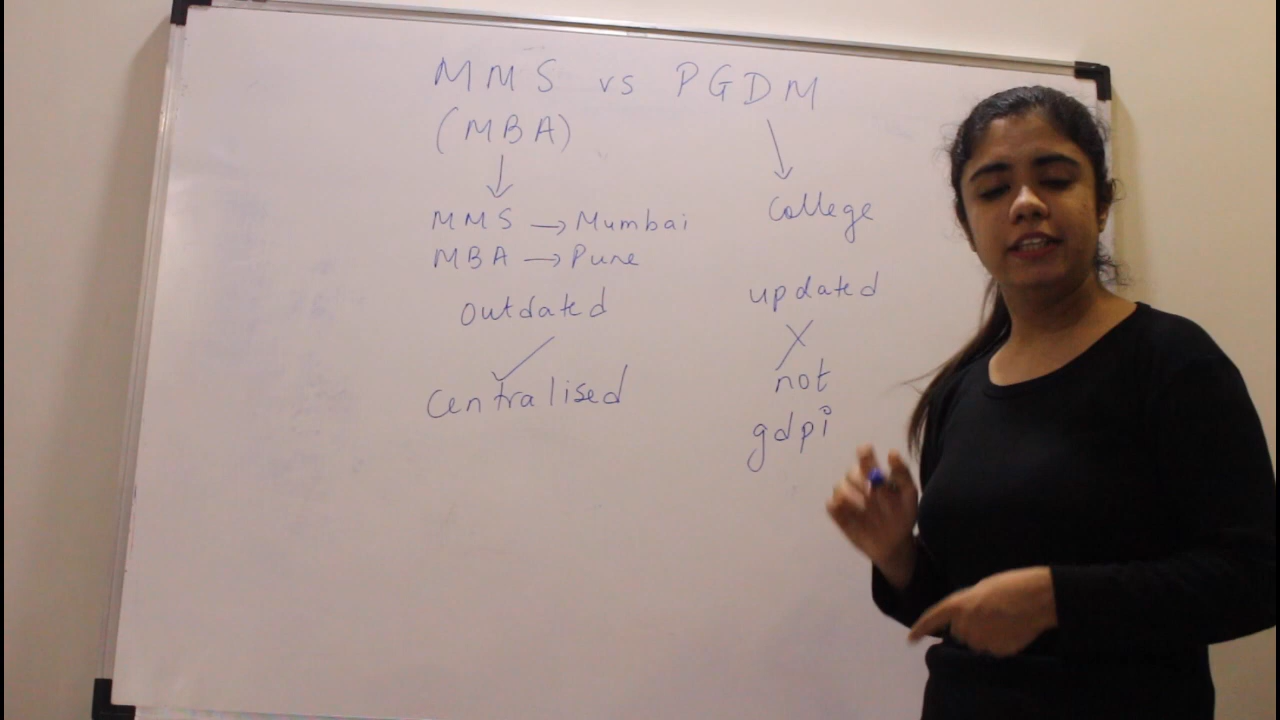 MMS vs PGDM
(MBA)
MMS → Mumbai
MBA → Pune
outdated
centralised
college
updated
not
gdpi